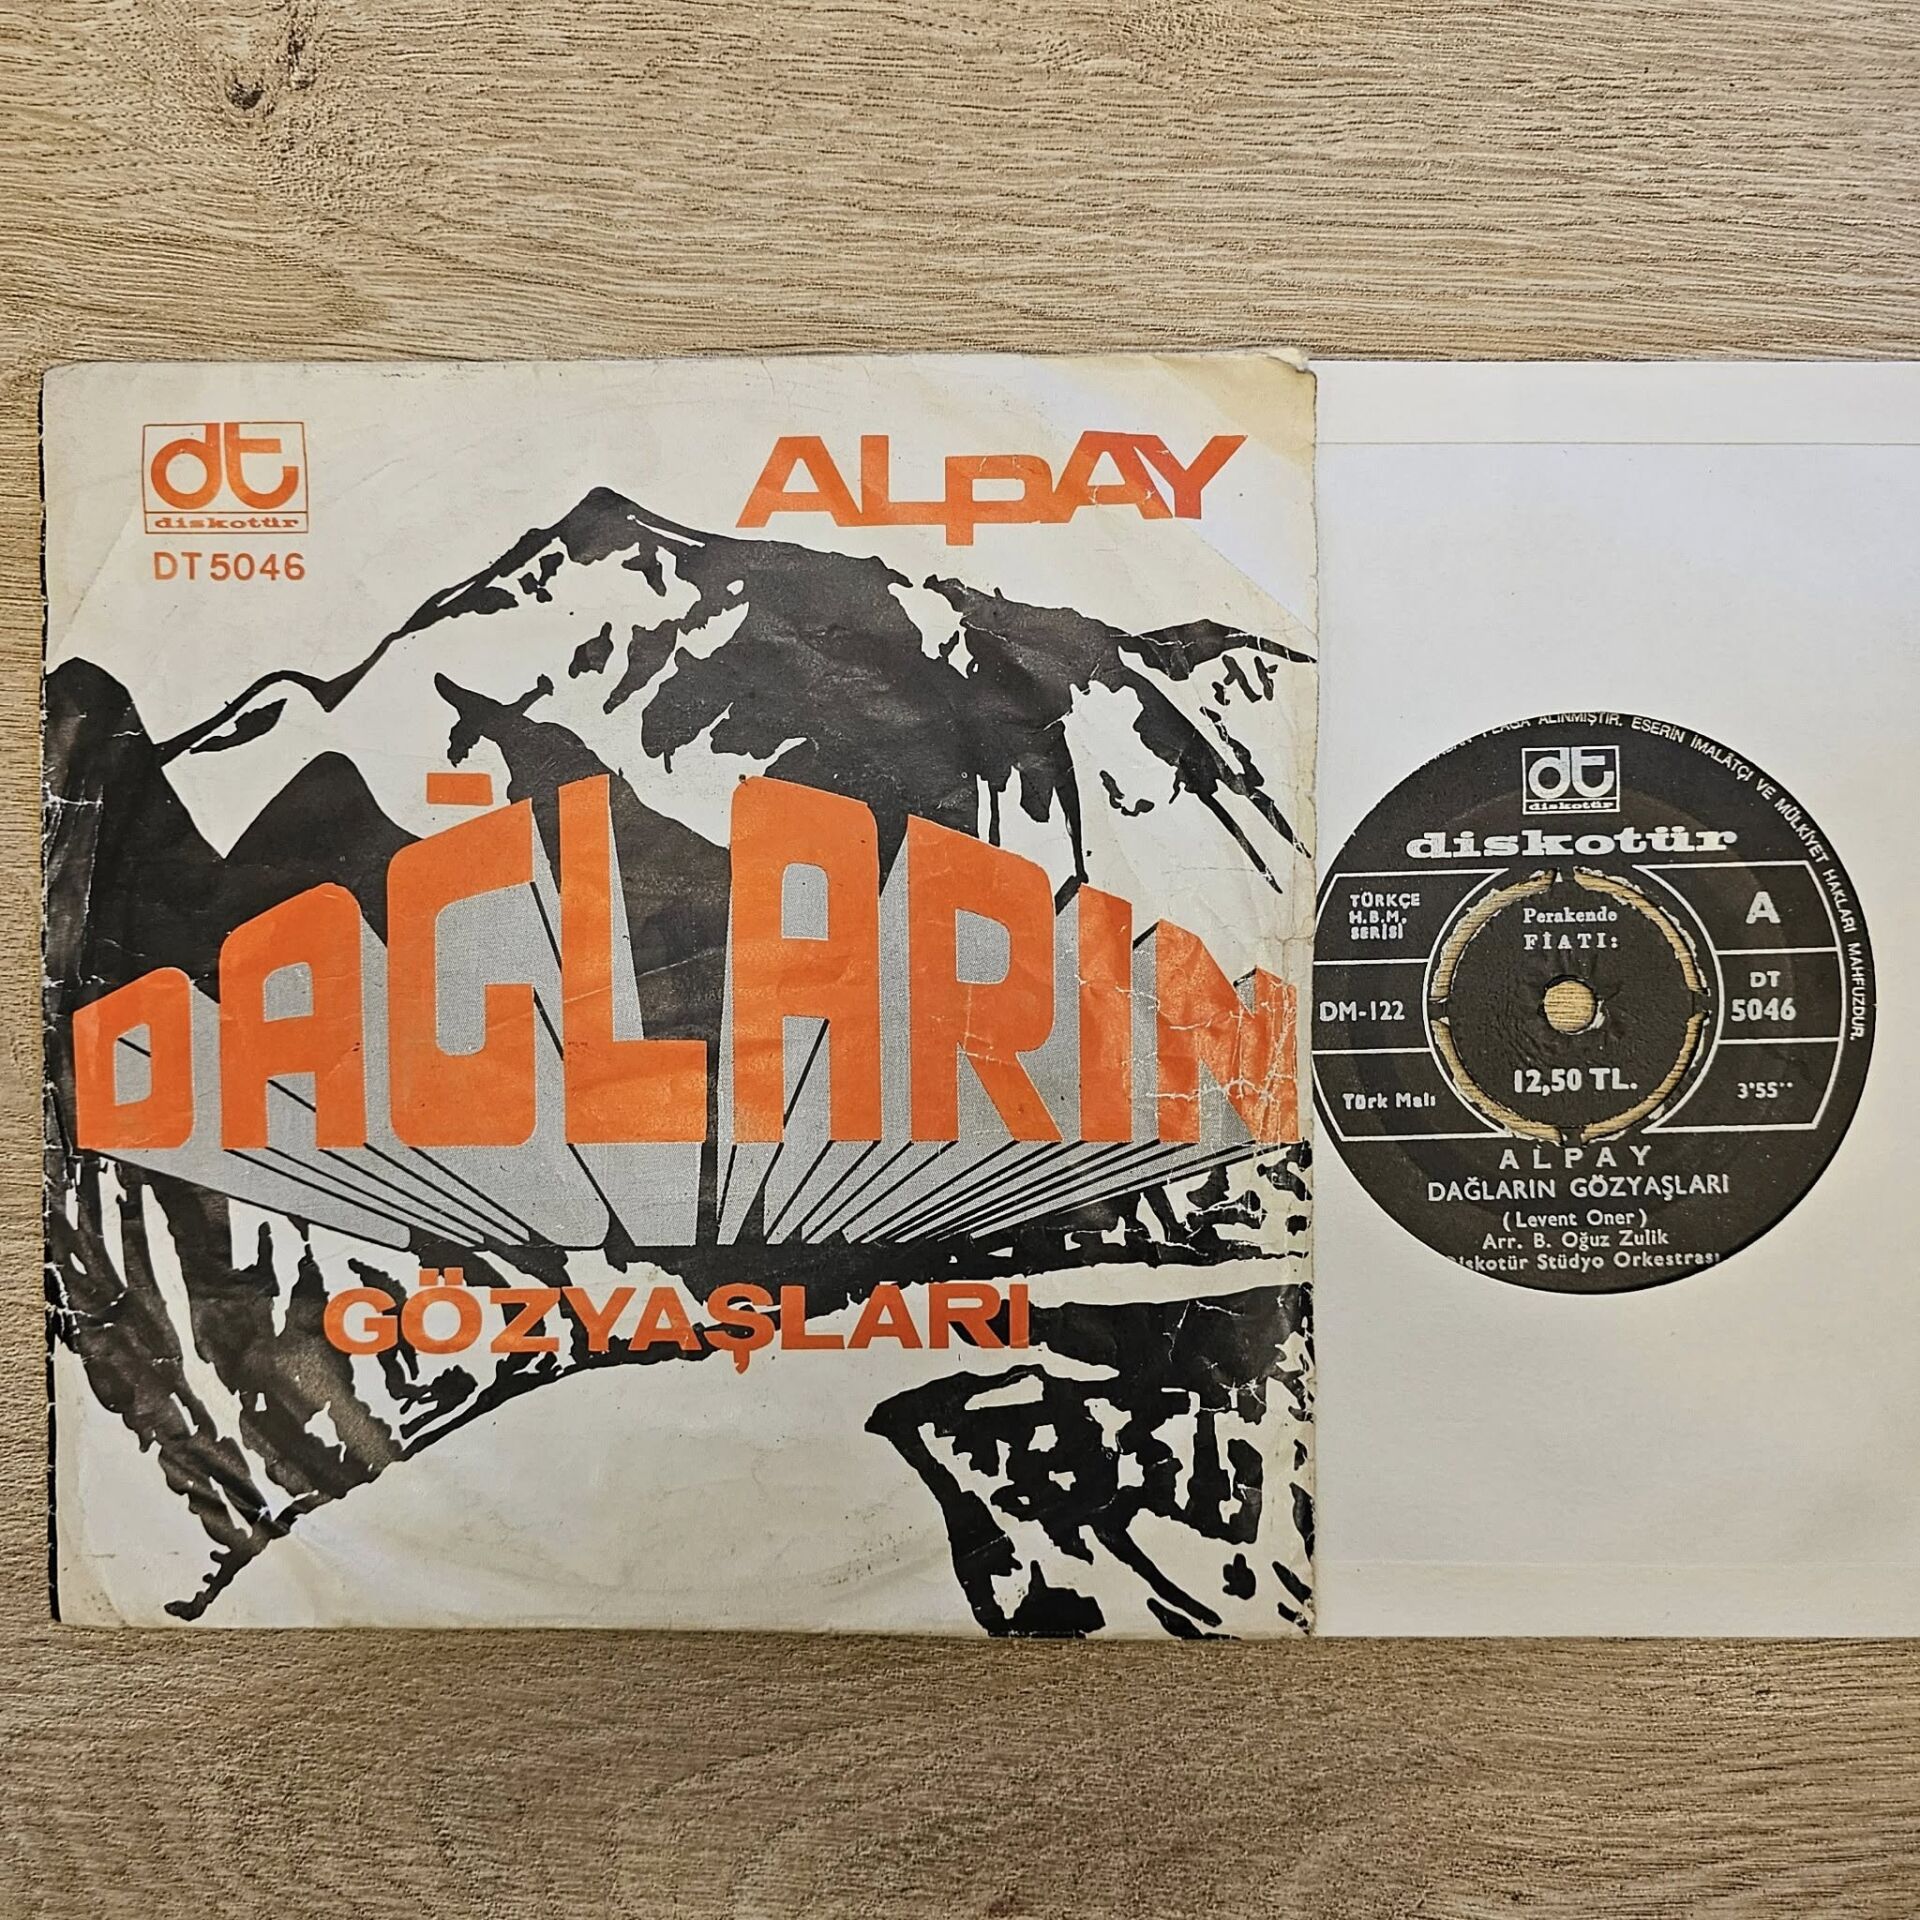 dt
diskotür
DT 5046
ALPAY
DAĞLARIN
GÖZYAŞLARI
ALINMIŞTIR. ESERİN İMALÂTÇI VE MÜLKİYET HAKLARI MAHFUZDUR.
dt
diskotür
diskotür
TÜRKÇE
H.B.M.
SERİSİ
Perakende
FİATI:
A
DM-122
DT
5046
Türk Malı
12,50 TL.
3'55''
ALPAY
DAĞLARIN GÖZYAŞLARI
(Levent Oner)
Arr. B. Oğuz Zulik
Diskotür Stüdyo Orkestrası